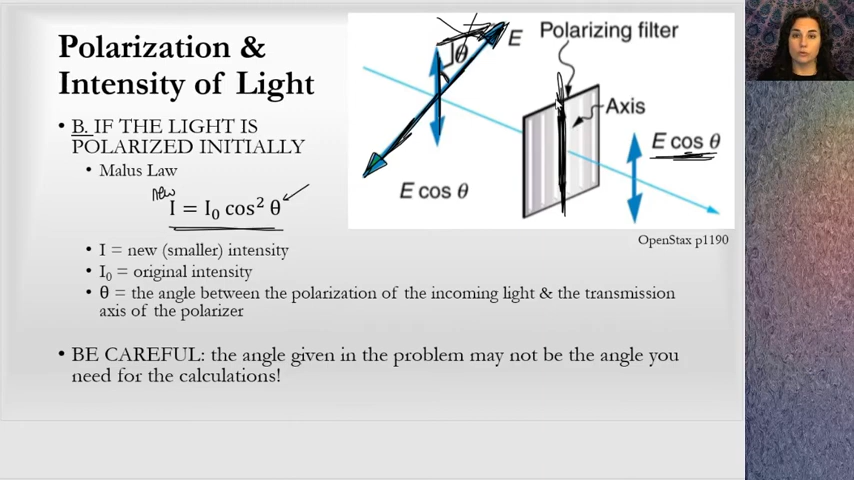 Polarization &
Intensity of Light
• B. IF THE LIGHT IS
POLARIZED INITIALLY
• Malus Law
new
I = I₀ cos² θ
• I = new (smaller) intensity
• I₀ = original intensity
• θ = the angle between the polarization of the incoming light & the transmission
axis of the polarizer
• BE CAREFUL: the angle given in the problem may not be the angle you
need for the calculations!
θ
E
Polarizing filter
Axis
E cos θ
E cos θ
OpenStax p1190